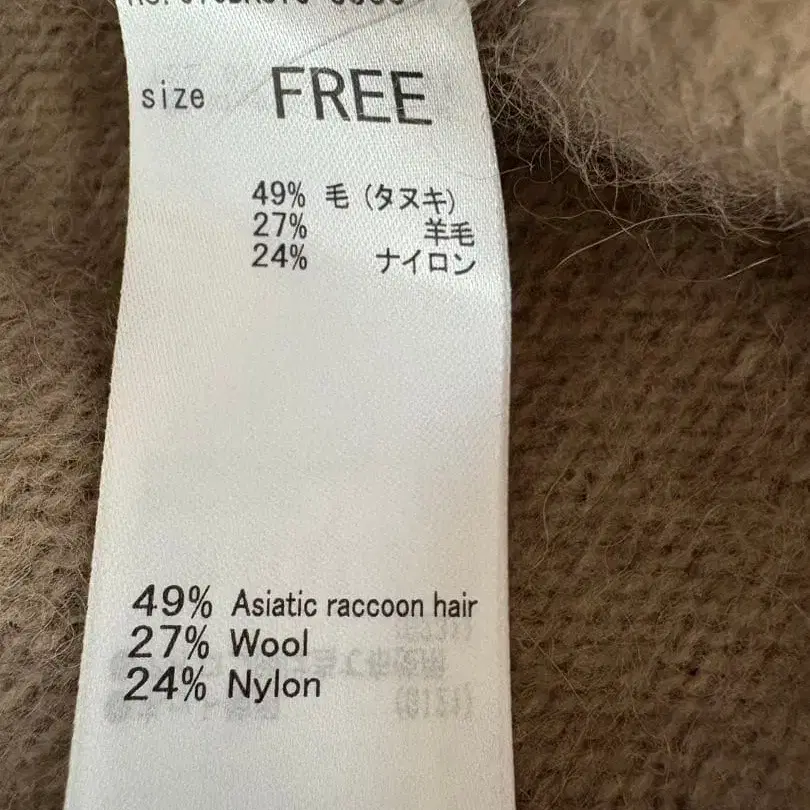 size FREE
49% 毛(タヌキ)
27% 羊毛
24% ナイロン
49% Asiatic raccoon hair
27% Wool
24% Nylon